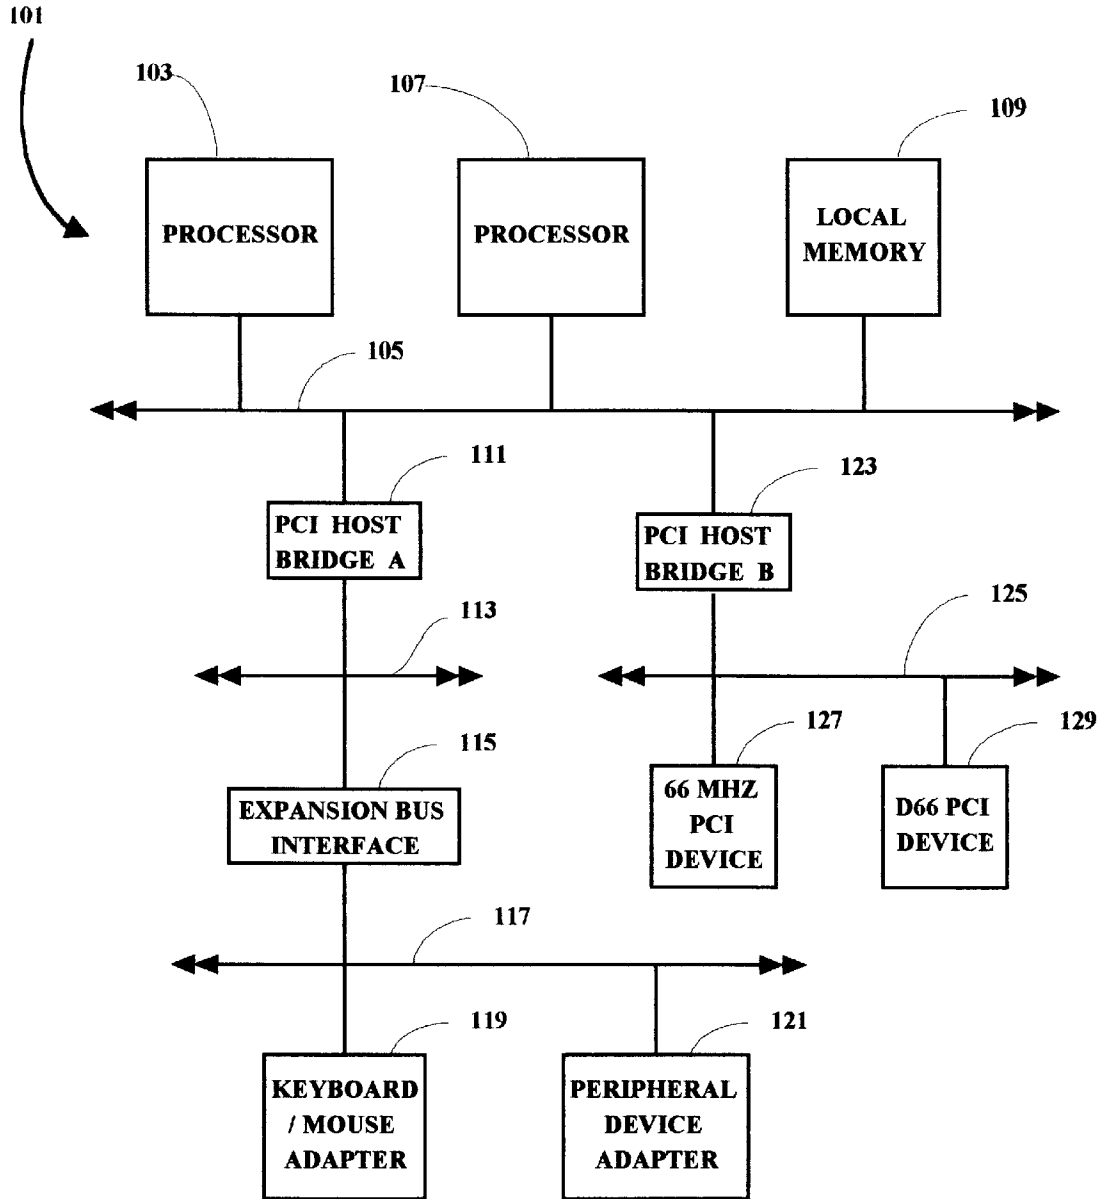 101
103
107
109
PROCESSOR
PROCESSOR
LOCAL
MEMORY
105
111
123
PCI HOST
BRIDGE A
PCI HOST
BRIDGE B
113
125
115
127
129
EXPANSION BUS
INTERFACE
66 MHZ
PCI
DEVICE
D66 PCI
DEVICE
117
119
121
KEYBOARD
/ MOUSE
ADAPTER
PERIPHERAL
DEVICE
ADAPTER